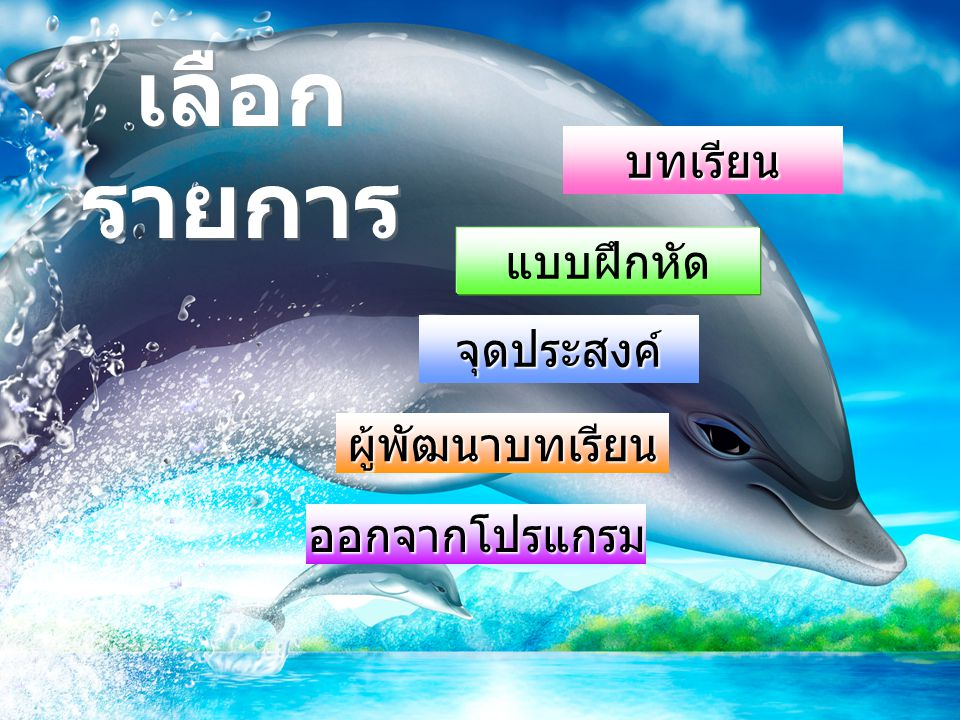 เลือก
รายการ
บทเรียน
แบบฝึกหัด
จุดประสงค์
ผู้พัฒนาบทเรียน
ออกจากโปรแกรม